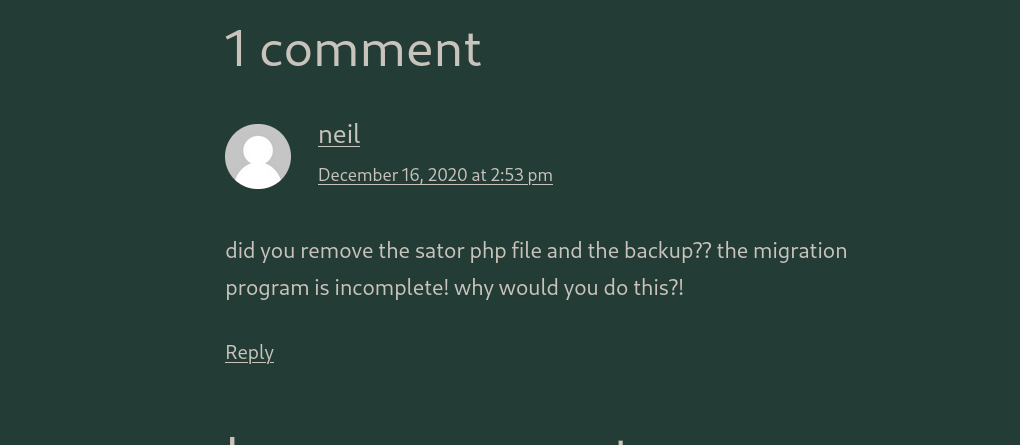 1 comment
neil
December 16, 2020 at 2:53 pm
did you remove the sator php file and the backup?? the migration
program is incomplete! why would you do this?!
Reply